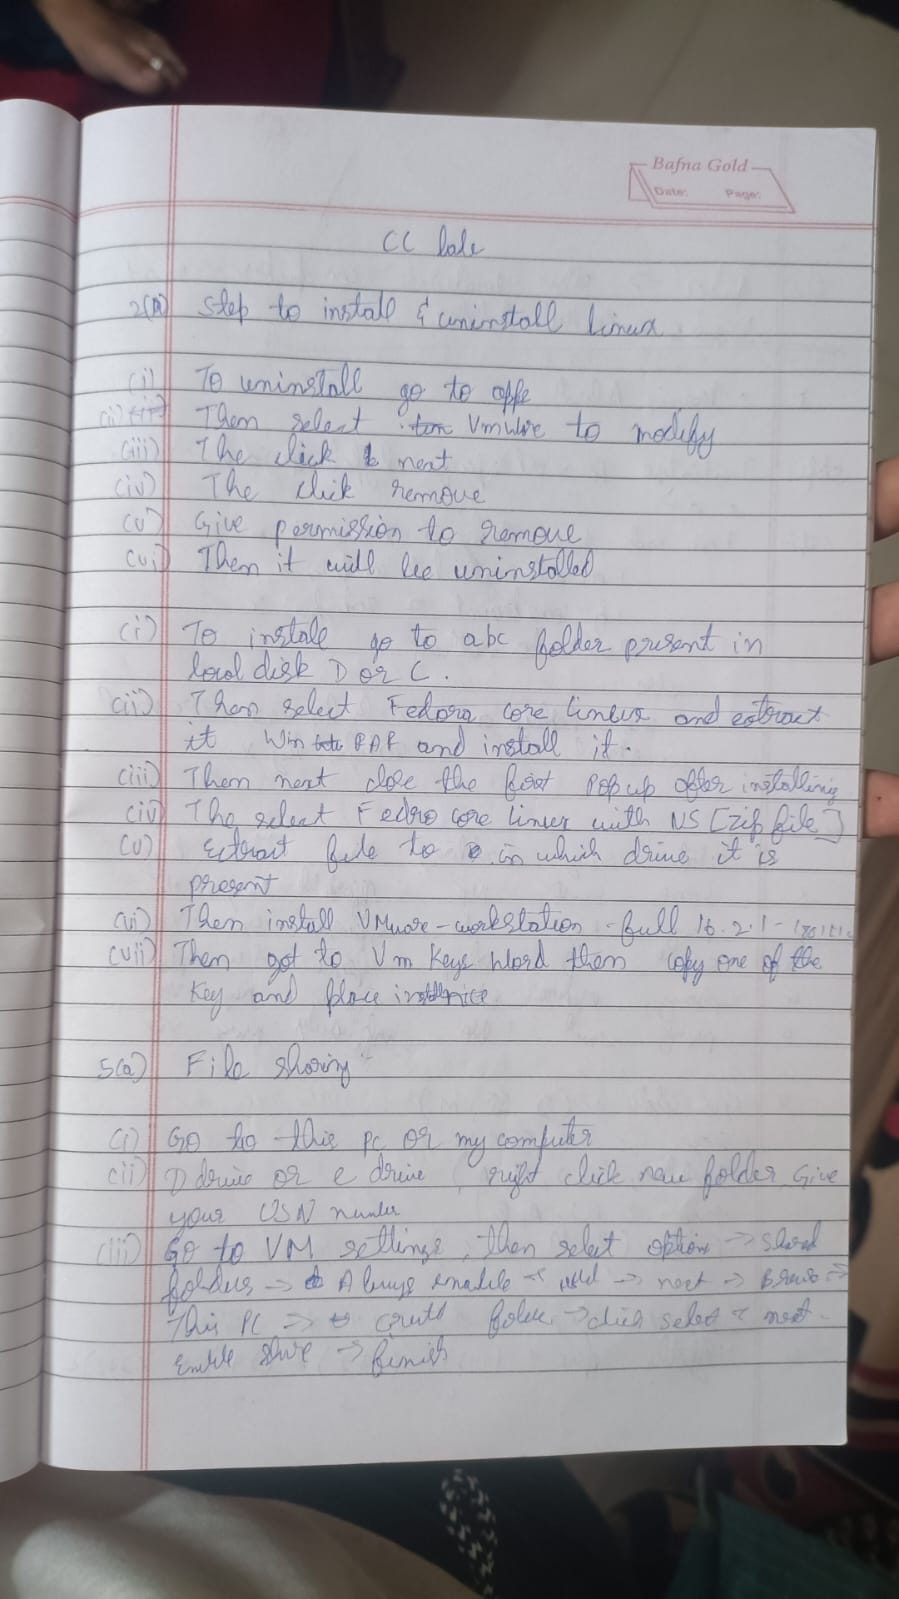 Bafna Gold
Date: Page:
CC lab
2(A) Step to install & uninstall Linux
(i) To uninstall go to
(ii) Then select Vmware to modify
(iii) The click next
(iv) The click remove
(v) Give permission to remove
(vi) Then it will be uninstalled
(i) To install go to abc folder present in
local disk D or C.
(ii) Then select Fedora core linux and extract
it Win RAR and install it.
(iii) Then next close the first Pop up after installing
(iv) The select Fedro core linux with NS [zip file]
(v) Extract file to in which drive it is
present
(vi) Then install VMware-workstation-full 16.2.1-
(vii) Then got to Vm Keys Word then copy one of the
Key and place
5(a) File sharing
(i) Go to this pc or my computer
(ii) D drive or e drive right click new folder Give
your USN number
(iii) Go to VM settings, then select option → shared
folders → Always enable → next →
This PC → folder → click select & next
Enable share → finish